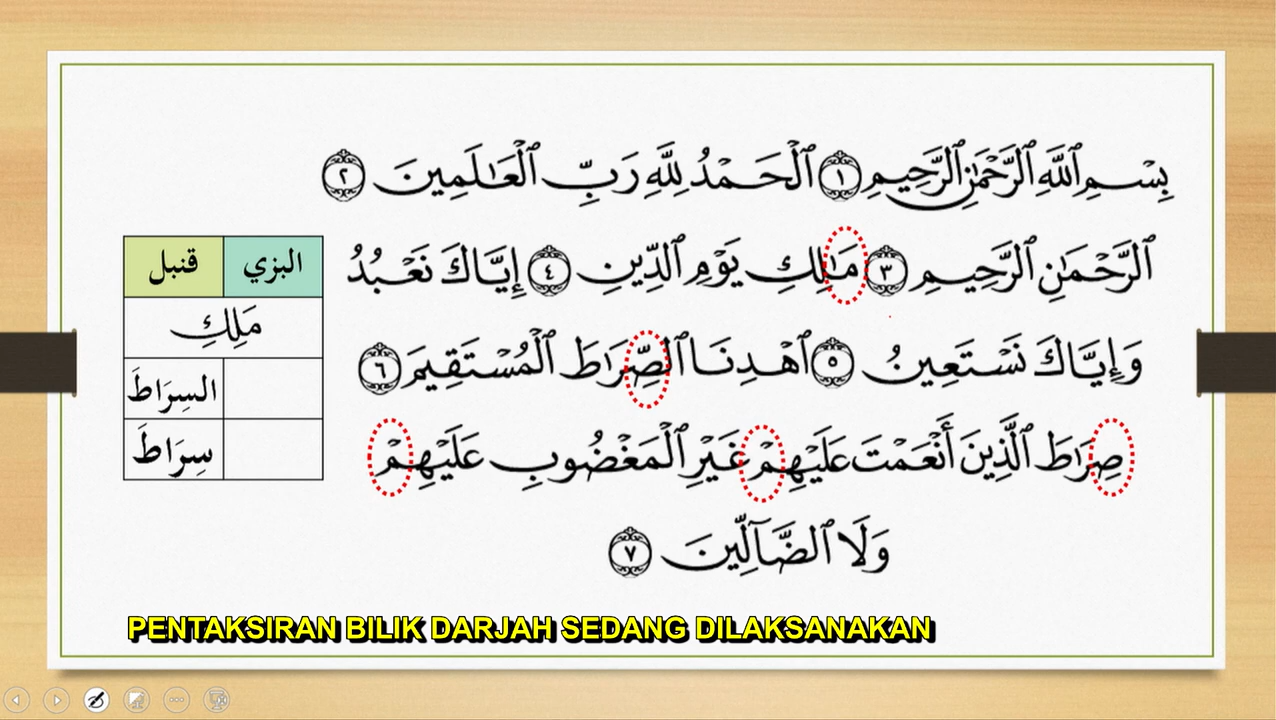 بِسْمِ ٱللَّهِ ٱلرَّحْمَٰنِ ٱلرَّحِيمِ ١ ٱلْحَمْدُ لِلَّهِ رَبِّ ٱلْعَٰلَمِينَ ٢
ٱلرَّحْمَٰنِ ٱلرَّحِيمِ ٣ مَٰلِكِ يَوْمِ ٱلدِّينِ ٤ إِيَّاكَ نَعْبُدُ
وَإِيَّاكَ نَسْتَعِينُ ٥ ٱهْدِنَا ٱلصِّرَٰطَ ٱلْمُسْتَقِيمَ ٦
صِرَٰطَ ٱلَّذِينَ أَنْعَمْتَ عَلَيْهِمْ غَيْرِ ٱلْمَغْضُوبِ عَلَيْهِمْ
وَلَا ٱلضَّآلِّينَ ٧
البزي قنبل
مَلِكِ
السِرَاطَ
سِرَاطَ
PENTAKSIRAN BILIK DARJAH SEDANG DILAKSANAKAN